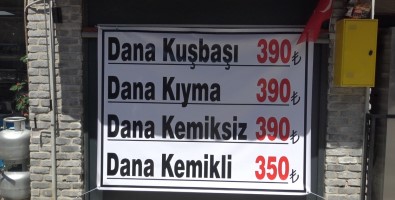 Dana Kuşbaşı 390₺
Dana Kıyma 390₺
Dana Kemiksiz 390₺
Dana Kemikli 350₺